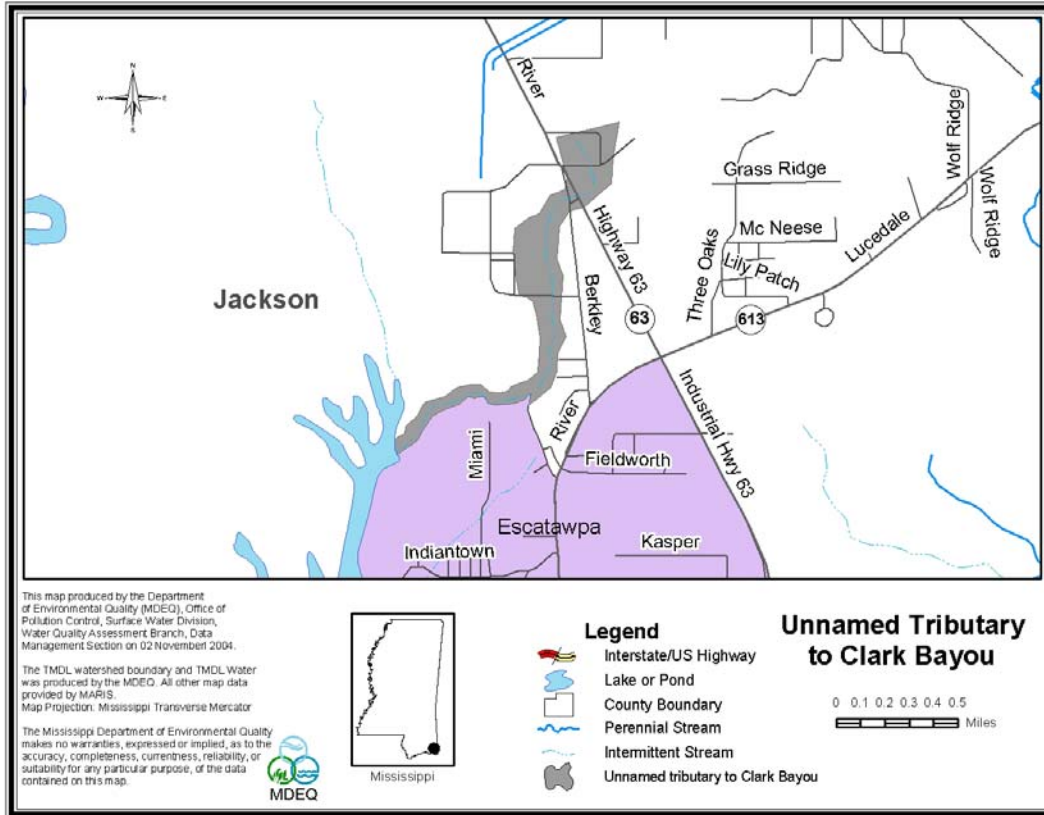 N
W
E
S
River
Wolf Ridge
Grass Ridge
Wolf Ridge
Highway 63
Mc Neese
Lucedale
Three Oaks
Lily Patch
Jackson
Berkley
63
613
Industrial Hwy 63
River
Miami
Fieldworth
Escatawpa
Indiantown
Kasper
This map produced by the Department
of Environmental Quality (MDEQ), Office of
Pollution Control, Surface Water Division,
Water Quality Assessment Branch, Data
Management Section on 02 Novemberl 2004.
The TMDL watershed boundary and TMDL Water
was produced by the MDEQ. All other map data
provided by MARIS.
Map Projection: Mississippi Transverse Mercator
The Mississippi Department of Environmental Quality
makes no warranties, expressed or implied, as to the
accuracy, completeness, currentness, reliability, or
suitability for any particular purpose, of the data
contained on this map.
MDEQ
Mississippi
Legend
Interstate/US Highway
Lake or Pond
County Boundary
Perennial Stream
Intermittent Stream
Unnamed tributary to Clark Bayou
Unnamed Tributary
to Clark Bayou
0 0.1 0.2 0.3 0.4 0.5
Miles